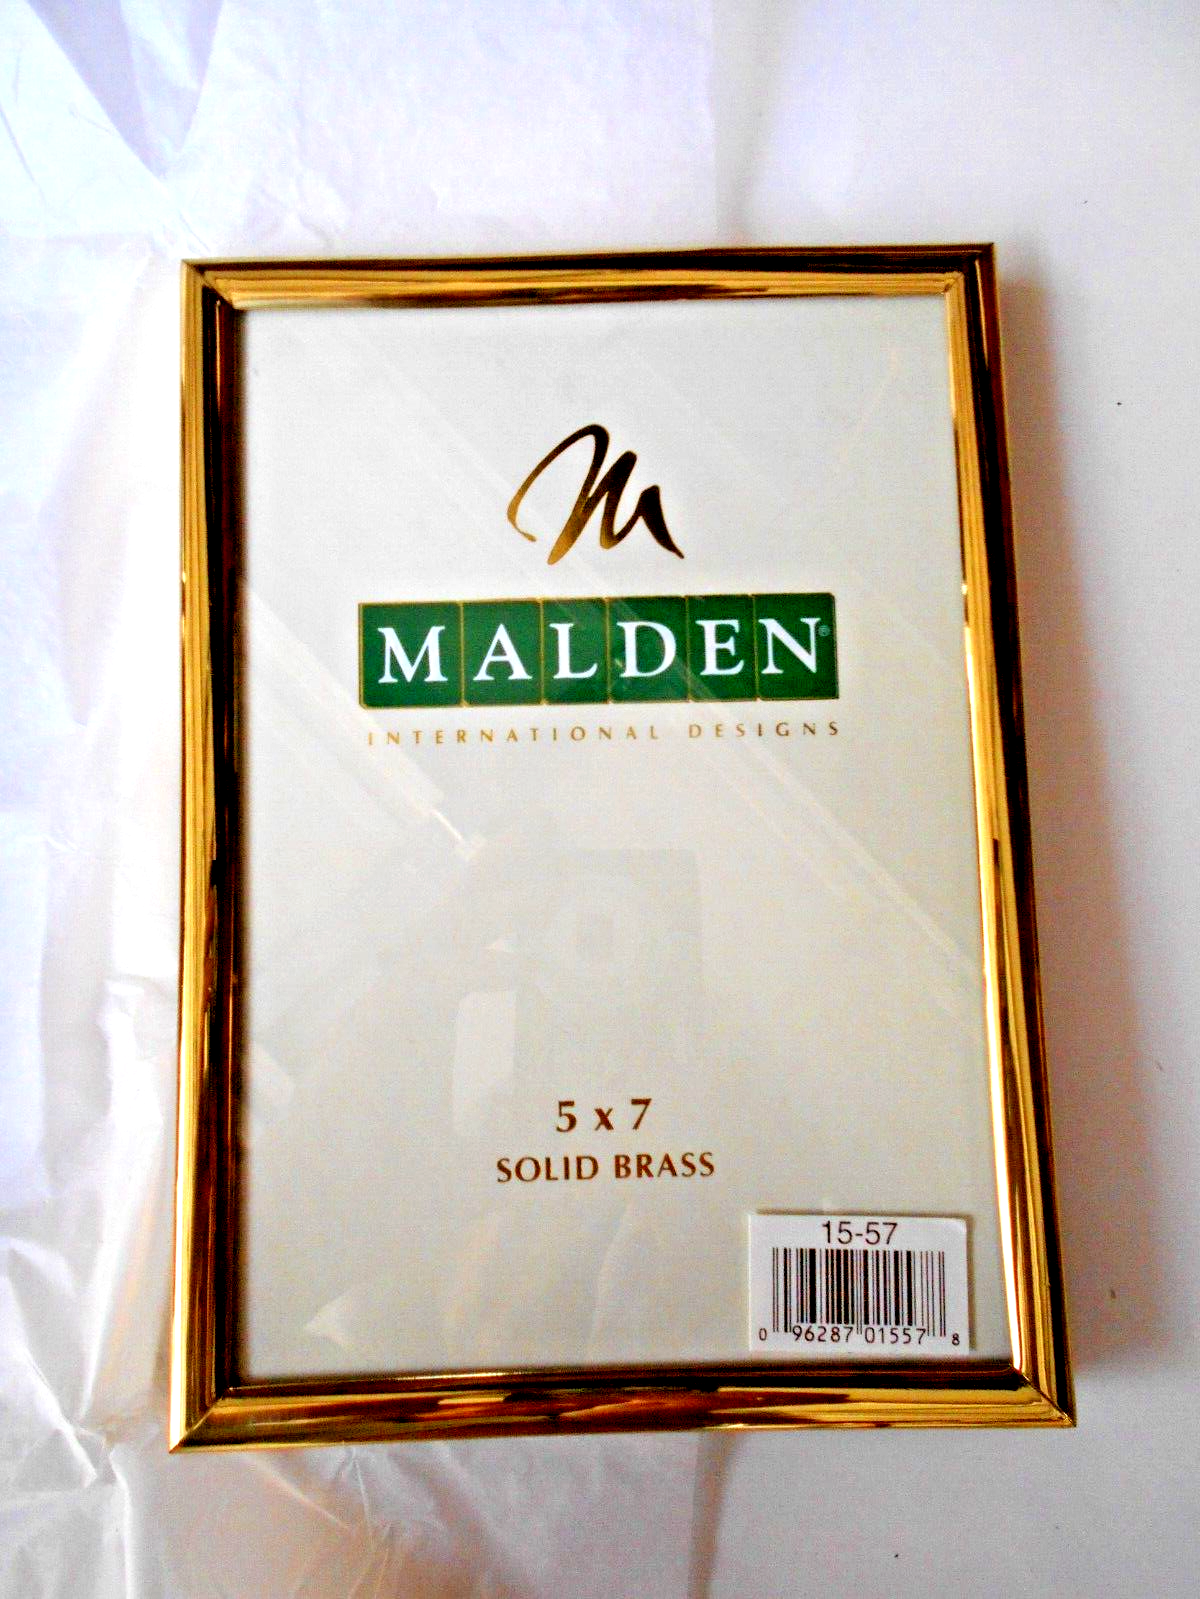 M
MALDEN®
INTERNATIONAL DESIGNS
5 x 7
SOLID BRASS
15-57
0 96287 01557 8